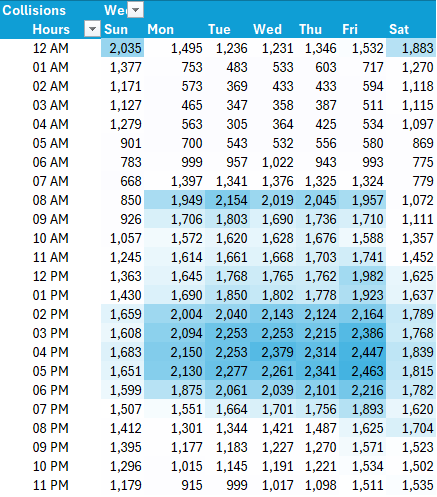 Collisions We
Hours Sun Mon Tue Wed Thu Fri Sat
12 AM 2,035 1,495 1,236 1,231 1,346 1,532 1,883
01 AM 1,377 753 483 533 603 717 1,270
02 AM 1,171 573 369 433 433 594 1,118
03 AM 1,127 465 347 358 387 511 1,115
04 AM 1,279 563 305 364 425 534 1,097
05 AM 901 700 543 532 556 580 869
06 AM 783 999 957 1,022 943 993 775
07 AM 668 1,397 1,341 1,376 1,325 1,324 779
08 AM 850 1,949 2,154 2,019 2,045 1,957 1,072
09 AM 926 1,706 1,803 1,690 1,736 1,710 1,111
10 AM 1,057 1,572 1,620 1,628 1,676 1,588 1,357
11 AM 1,245 1,614 1,661 1,668 1,703 1,741 1,452
12 PM 1,363 1,645 1,768 1,765 1,762 1,982 1,625
01 PM 1,430 1,690 1,850 1,802 1,778 1,923 1,637
02 PM 1,659 2,004 2,040 2,143 2,124 2,164 1,789
03 PM 1,608 2,094 2,253 2,253 2,215 2,386 1,768
04 PM 1,683 2,150 2,253 2,379 2,314 2,447 1,839
05 PM 1,651 2,130 2,277 2,261 2,341 2,463 1,815
06 PM 1,599 1,875 2,061 2,039 2,101 2,216 1,782
07 PM 1,507 1,551 1,664 1,701 1,756 1,893 1,620
08 PM 1,412 1,301 1,344 1,421 1,487 1,625 1,704
09 PM 1,395 1,177 1,183 1,227 1,270 1,571 1,523
10 PM 1,296 1,015 1,145 1,191 1,221 1,534 1,502
11 PM 1,179 915 999 1,017 1,098 1,511 1,535